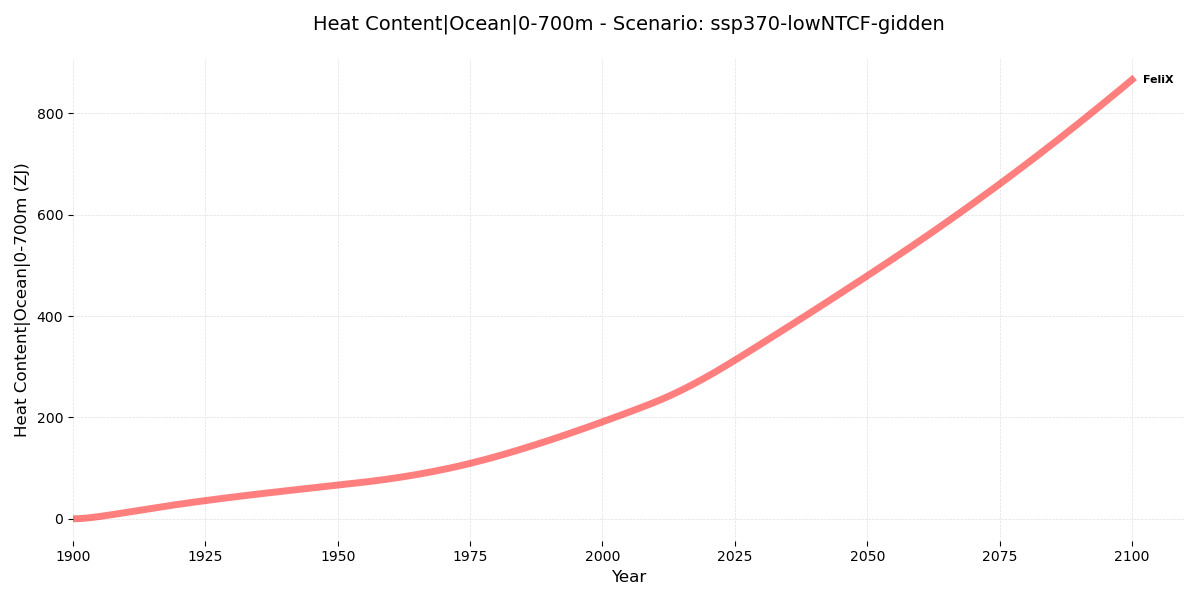 Heat Content|Ocean|0-700m - Scenario: ssp370-lowNTCF-gidden
FeliX
800
600
400
200
0
Heat Content|Ocean|0-700m (ZJ)
1900 1925 1950 1975 2000 2025 2050 2075 2100
Year